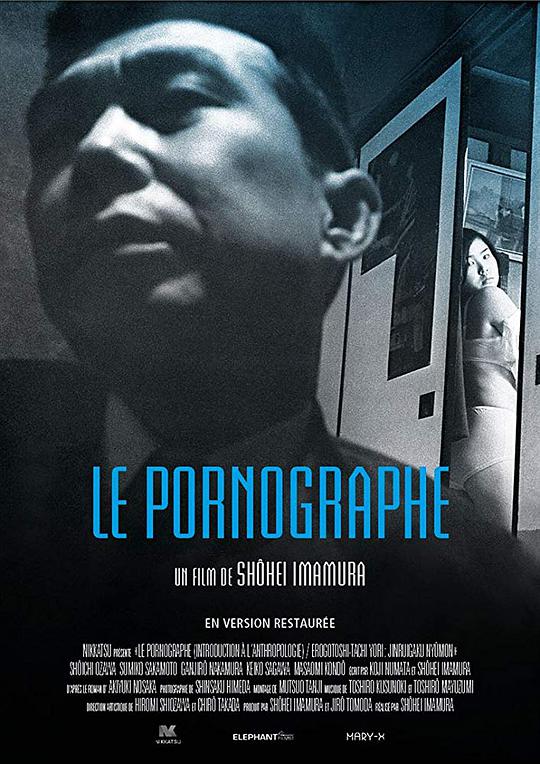 LE PORNOGRAPHE
UN FILM DE SHÔHEI IMAMURA
EN VERSION RESTAURÉE
NIKKATSU PRÉSENTE «LE PORNOGRAPHE (INTRODUCTION À L'ANTHROPOLOGIE) / EROGOTOSHI-TACHI YORI : JINRUIGAKU NYÛMON»
SHÔICHI OZAWA SUMIKO SAKAMOTO GANJIRÔ NAKAMURA KEIKO SAGAWA MASAOMI KONDÔ ÉCRIT PAR KOJI NUMATA ET SHÔHEI IMAMURA
D'APRÈS LE ROMAN DE AKIYUKI NOSAKA PHOTOGRAPHIE DE SHINSAKU HIMEDA MONTAGE DE MUTSUO TANJI MUSIQUE DE TOSHIRO KUSUNOKI ET TOSHIRÔ MAYUZUMI
DIRECTION ARTISTIQUE DE HIROMI SHIOZAWA ET CHIRÔ TAKADA PRODUIT PAR SHÔHEI IMAMURA ET JIRÔ TOMODA RÉALISÉ PAR SHÔHEI IMAMURA
NIKKATSU ELEPHANT MARY-X